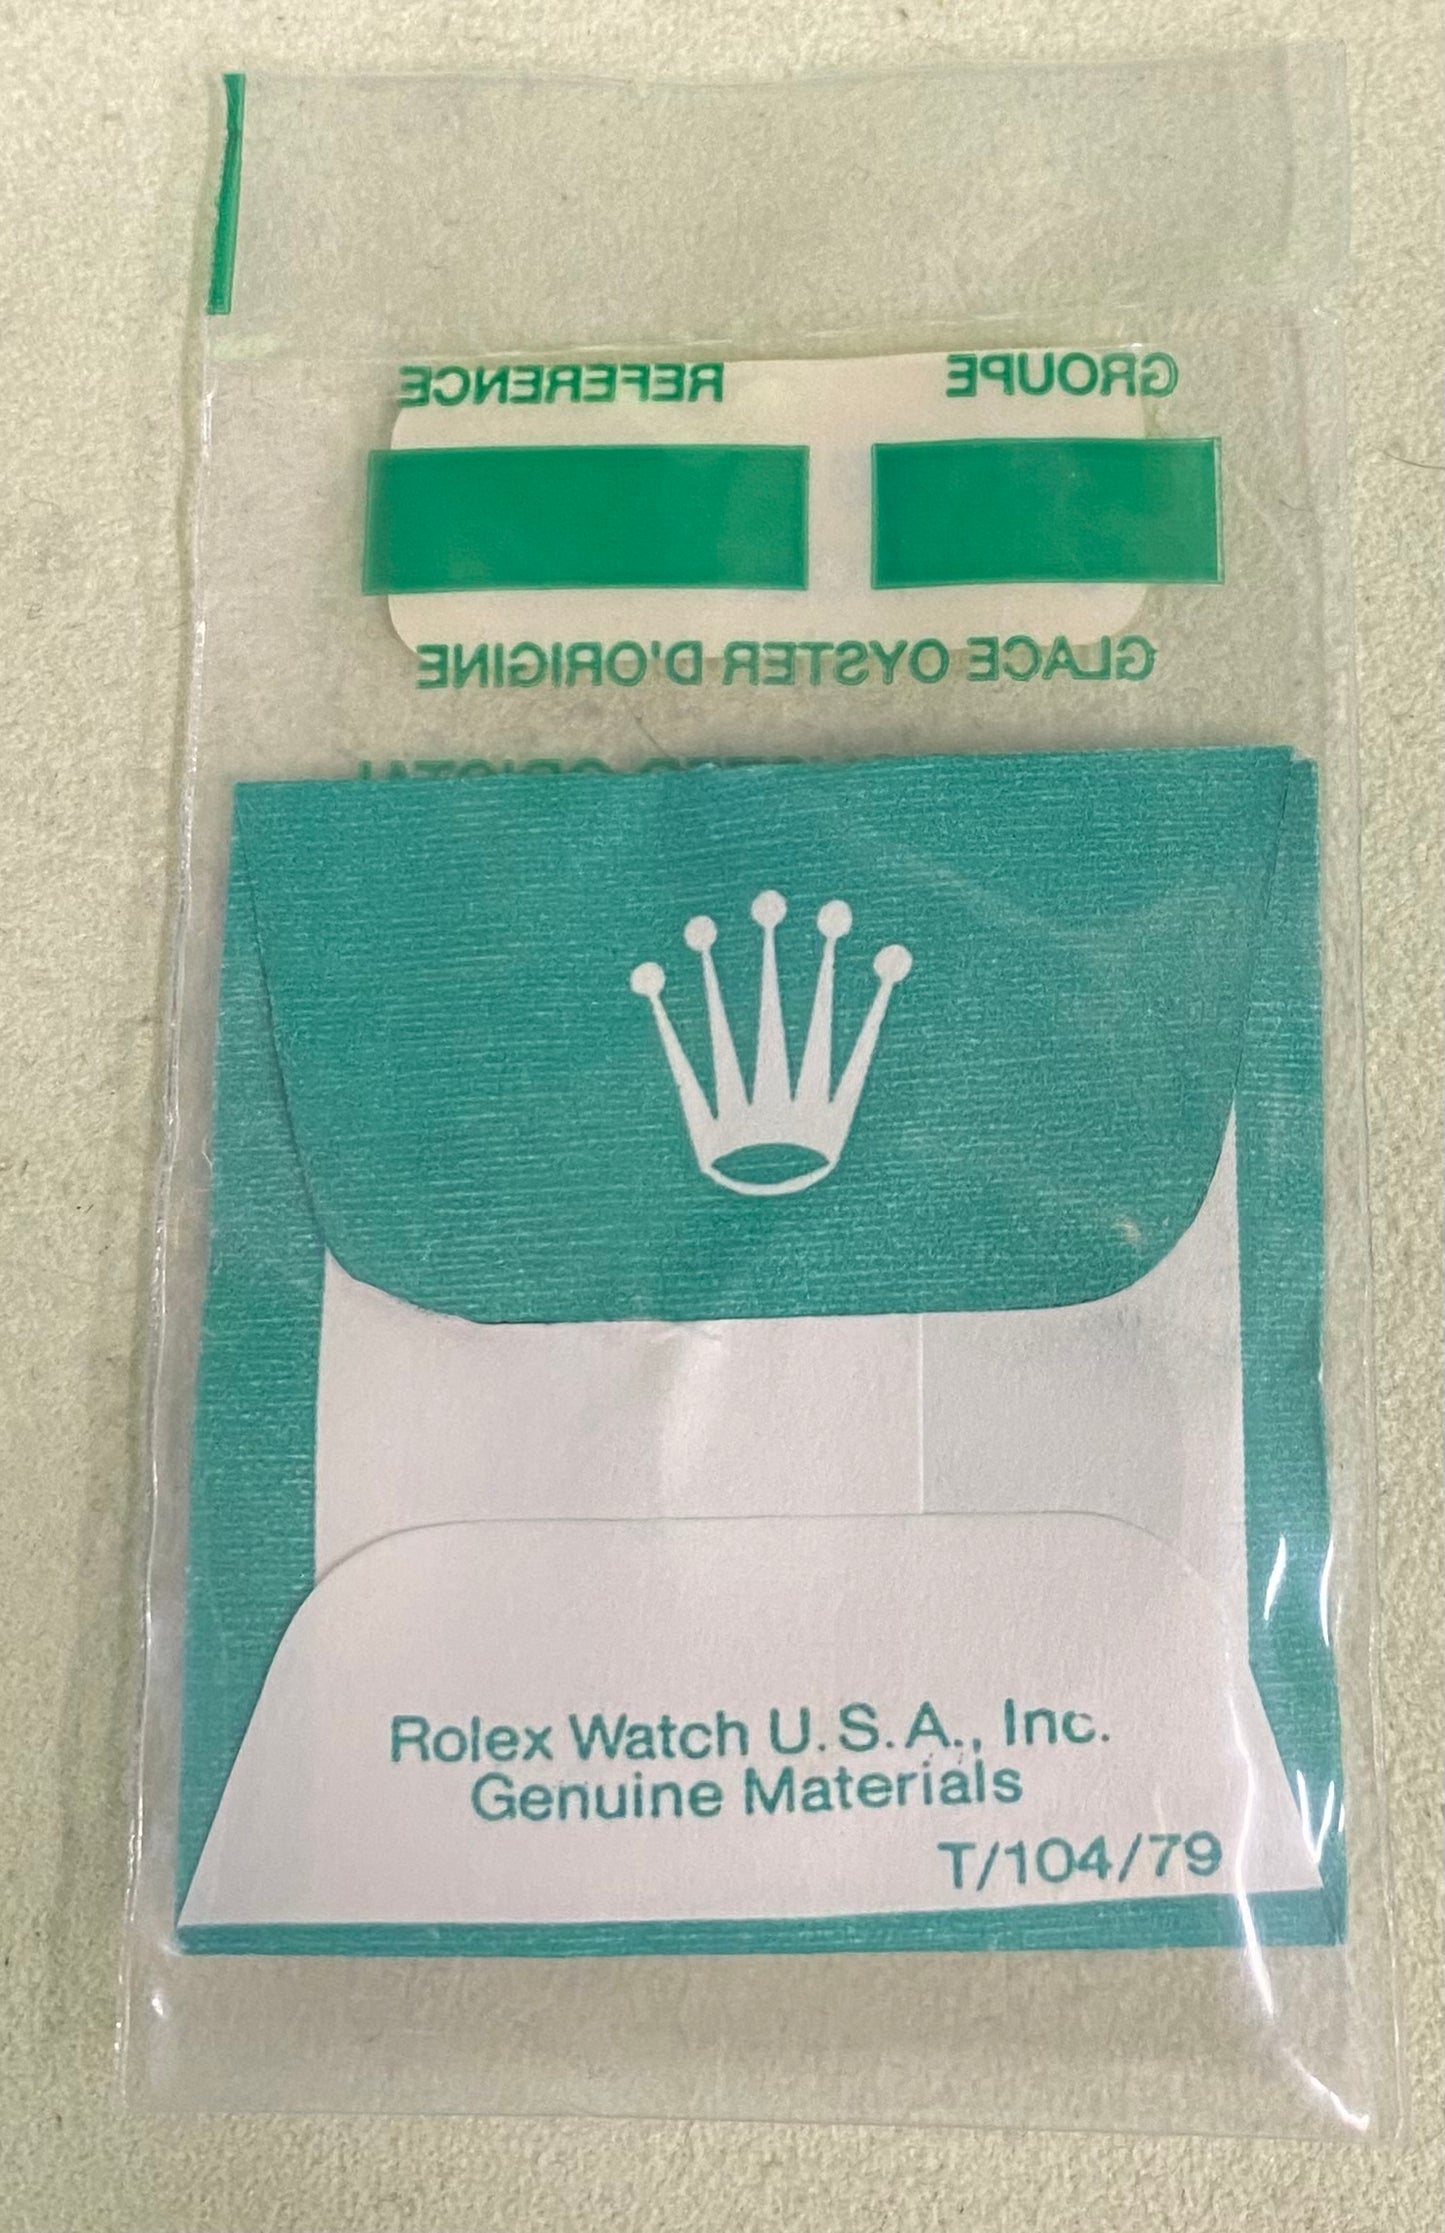 GROUPE REFERENCE
GLACE OYSTER D'ORIGINE
Rolex Watch U.S.A., Inc.
Genuine Materials
T/104/79